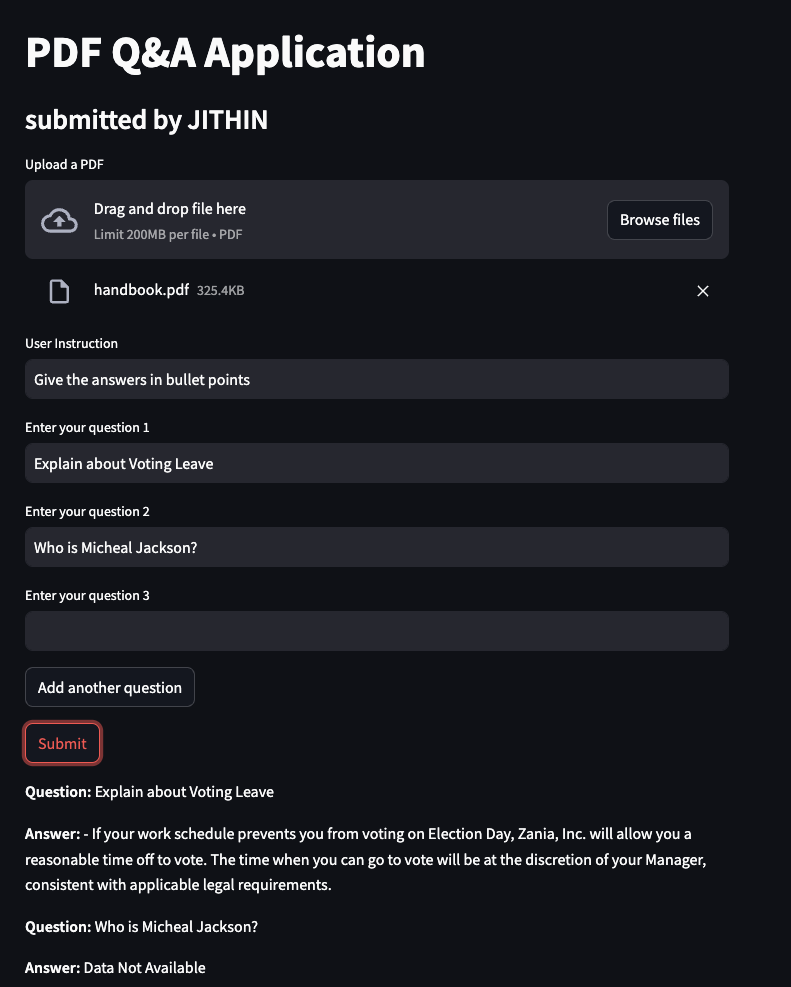 PDF Q&A Application
submitted by JITHIN
Upload a PDF
Drag and drop file here
Limit 200MB per file • PDF
Browse files
handbook.pdf 325.4KB
User Instruction
Give the answers in bullet points
Enter your question 1
Explain about Voting Leave
Enter your question 2
Who is Micheal Jackson?
Enter your question 3
Add another question
Submit
Question: Explain about Voting Leave
Answer: - If your work schedule prevents you from voting on Election Day, Zania, Inc. will allow you a
reasonable time off to vote. The time when you can go to vote will be at the discretion of your Manager,
consistent with applicable legal requirements.
Question: Who is Micheal Jackson?
Answer: Data Not Available